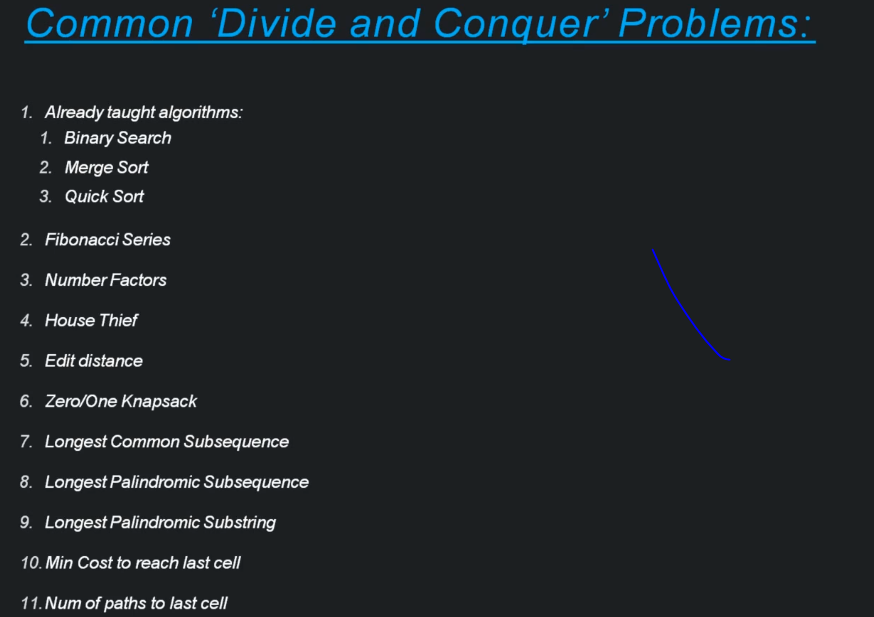 Common ‘Divide and Conquer’ Problems:
1. Already taught algorithms:
1. Binary Search
2. Merge Sort
3. Quick Sort
2. Fibonacci Series
3. Number Factors
4. House Thief
5. Edit distance
6. Zero/One Knapsack
7. Longest Common Subsequence
8. Longest Palindromic Subsequence
9. Longest Palindromic Substring
10. Min Cost to reach last cell
11. Num of paths to last cell